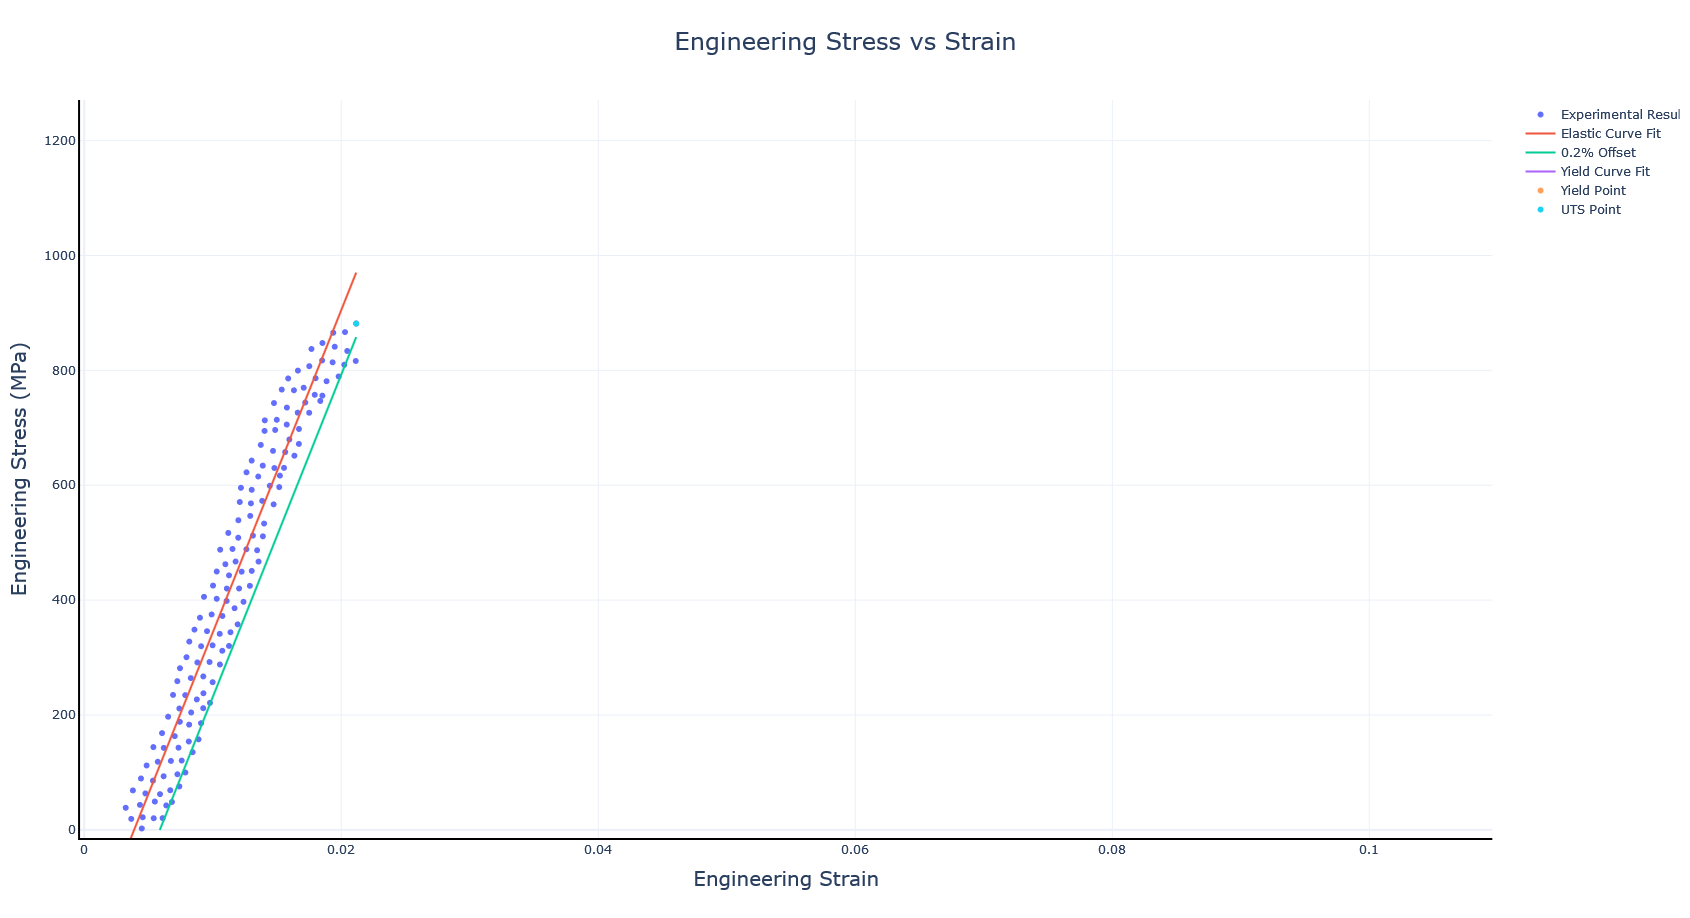 Engineering Stress vs Strain
Experimental Resul
Elastic Curve Fit
0.2% Offset
Yield Curve Fit
Yield Point
UTS Point
Engineering Stress (MPa)
1200
1000
800
600
400
200
0
0
0.02
0.04
0.06
0.08
0.1
Engineering Strain